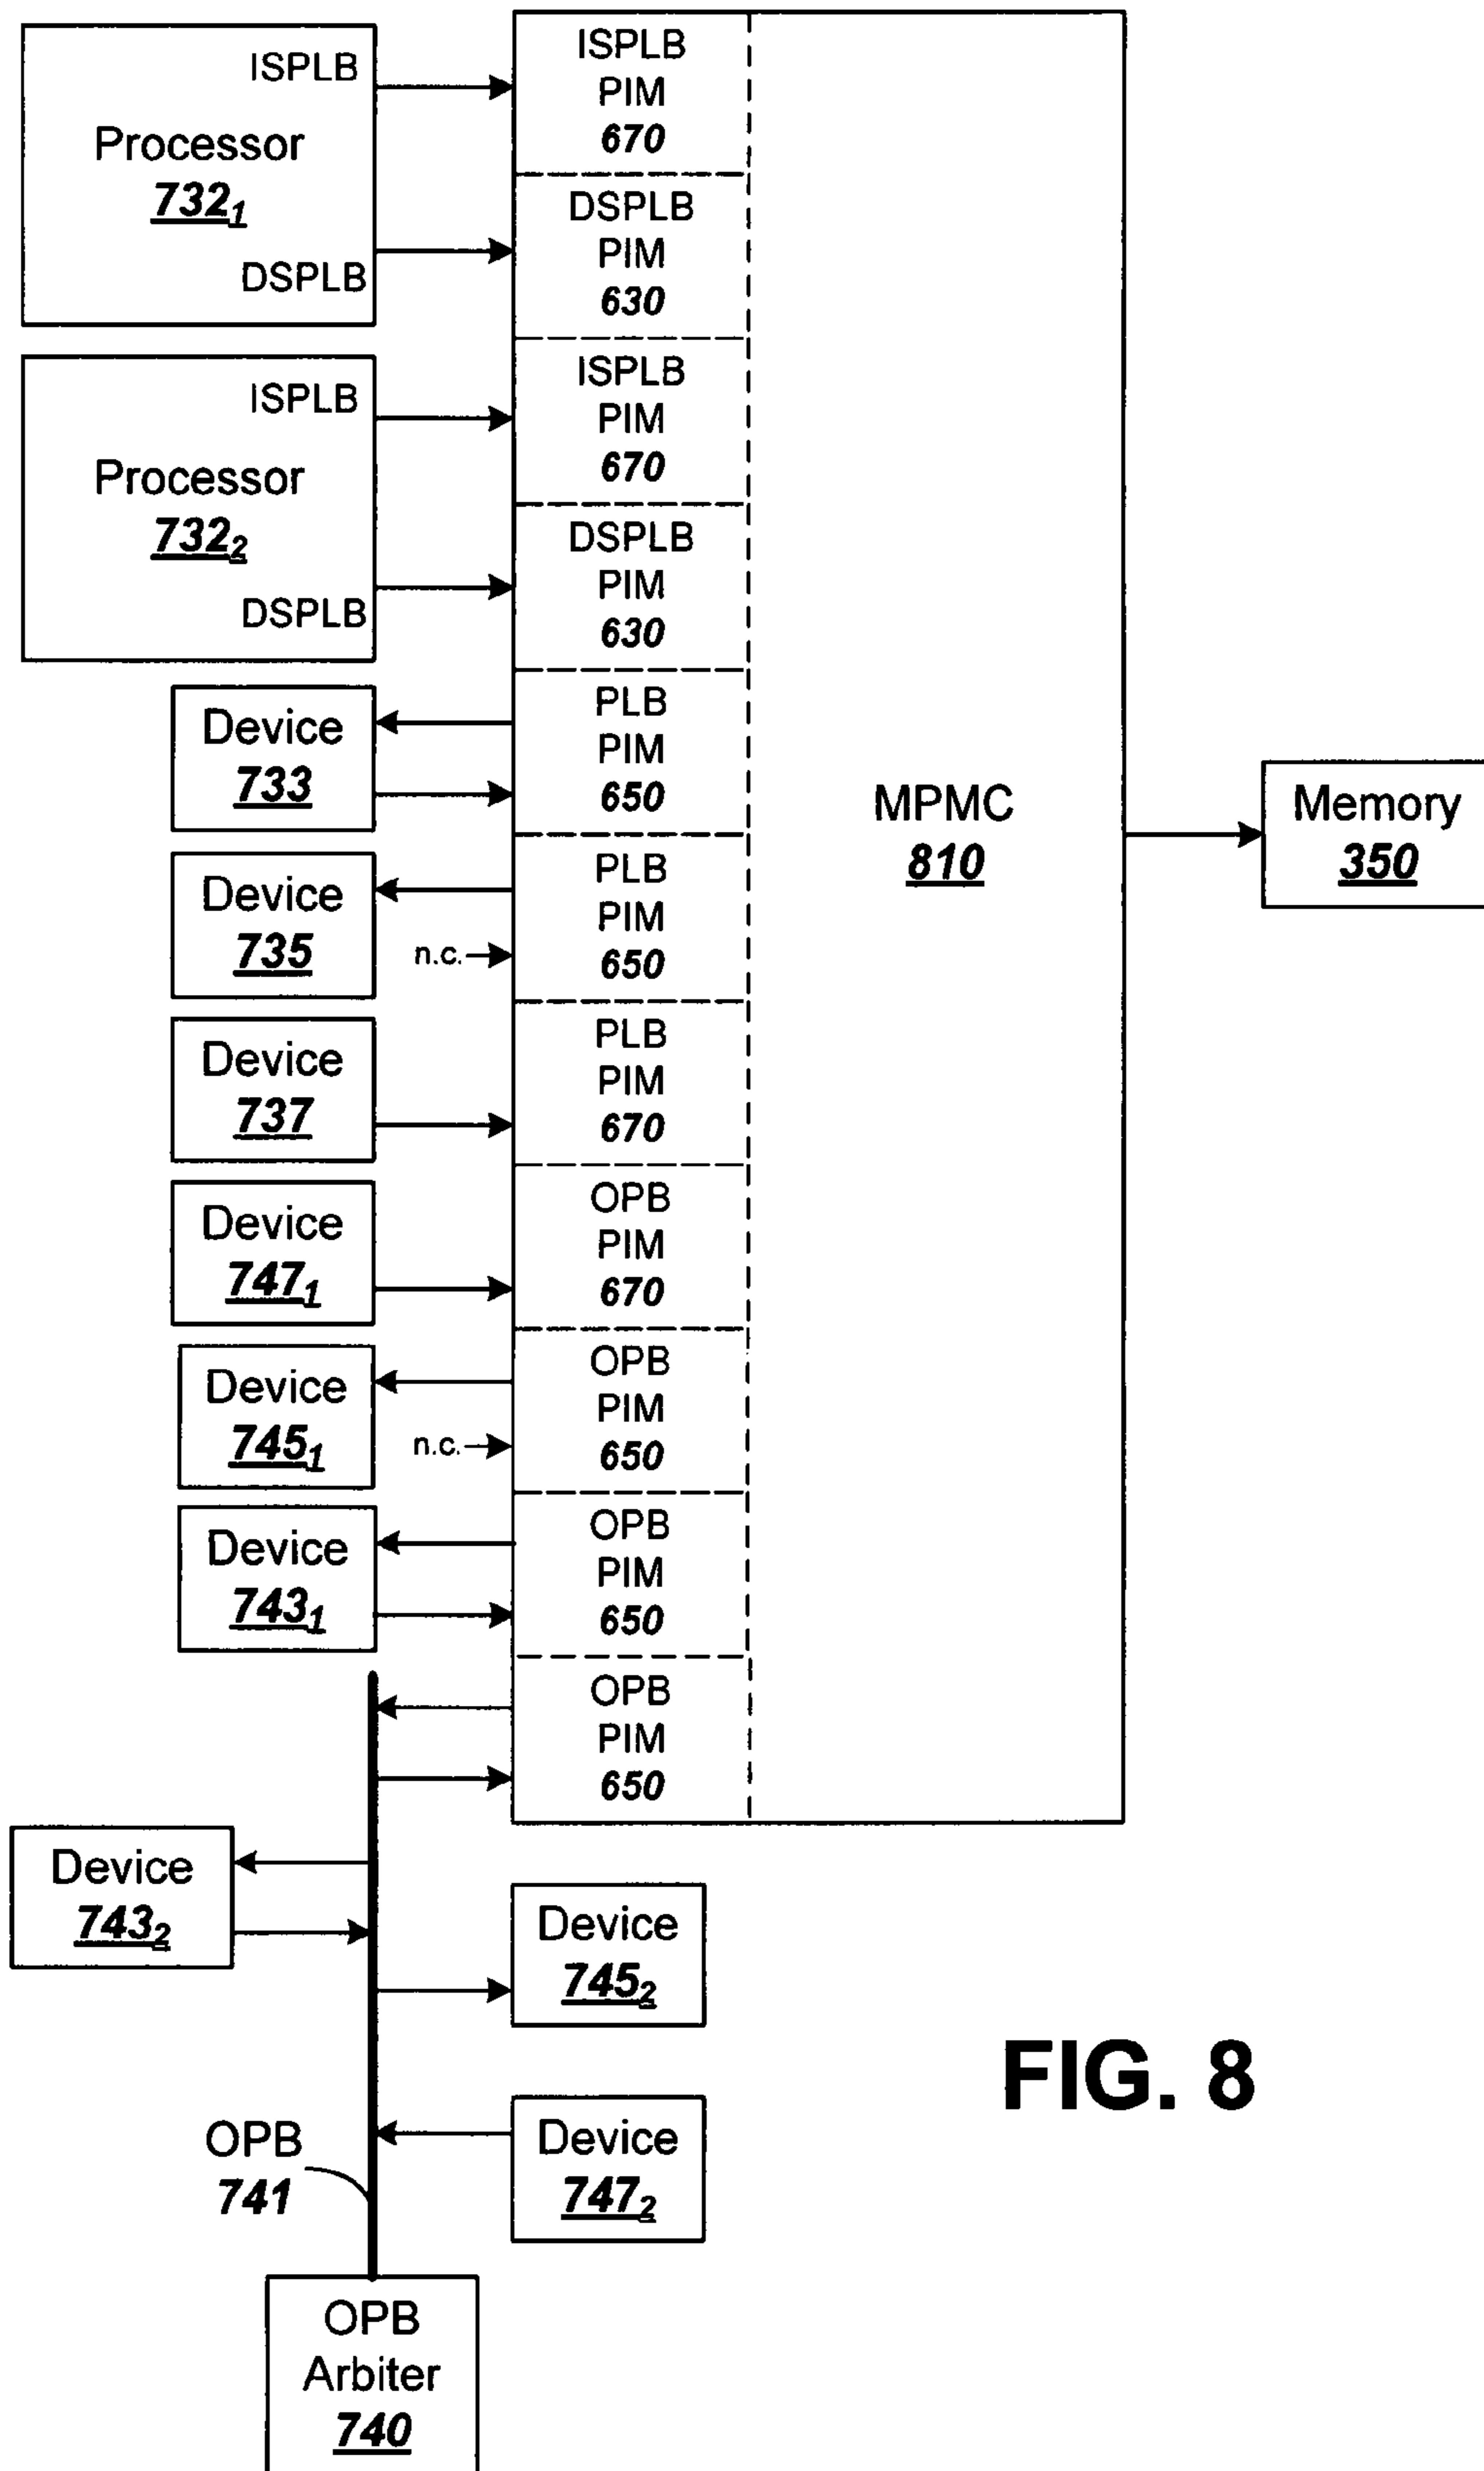 ISPLB
Processor
732₁
DSPLB
ISPLB
PIM
670
DSPLB
PIM
630
ISPLB
Processor
732₂
DSPLB
ISPLB
PIM
670
DSPLB
PIM
630
Device
733
PLB
PIM
650
MPMC
810
Memory
350
Device
735
n.c.
PLB
PIM
650
Device
737
PLB
PIM
670
Device
747₁
OPB
PIM
670
Device
745₁
n.c.
OPB
PIM
650
Device
743₁
OPB
PIM
650
OPB
PIM
650
Device
743₂
Device
745₂
OPB
741
Device
747₂
OPB
Arbiter
740
FIG. 8